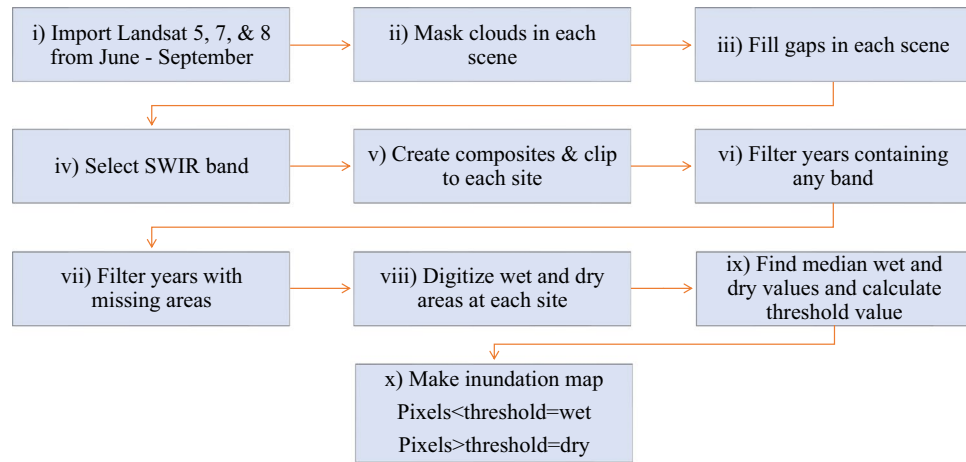 i) Import Landsat 5, 7, & 8
from June - September
ii) Mask clouds in each
scene
iii) Fill gaps in each scene
iv) Select SWIR band
v) Create composites & clip
to each site
vi) Filter years containing
any band
vii) Filter years with
missing areas
viii) Digitize wet and dry
areas at each site
ix) Find median wet and
dry values and calculate
threshold value
x) Make inundation map
Pixels<threshold=wet
Pixels>threshold=dry